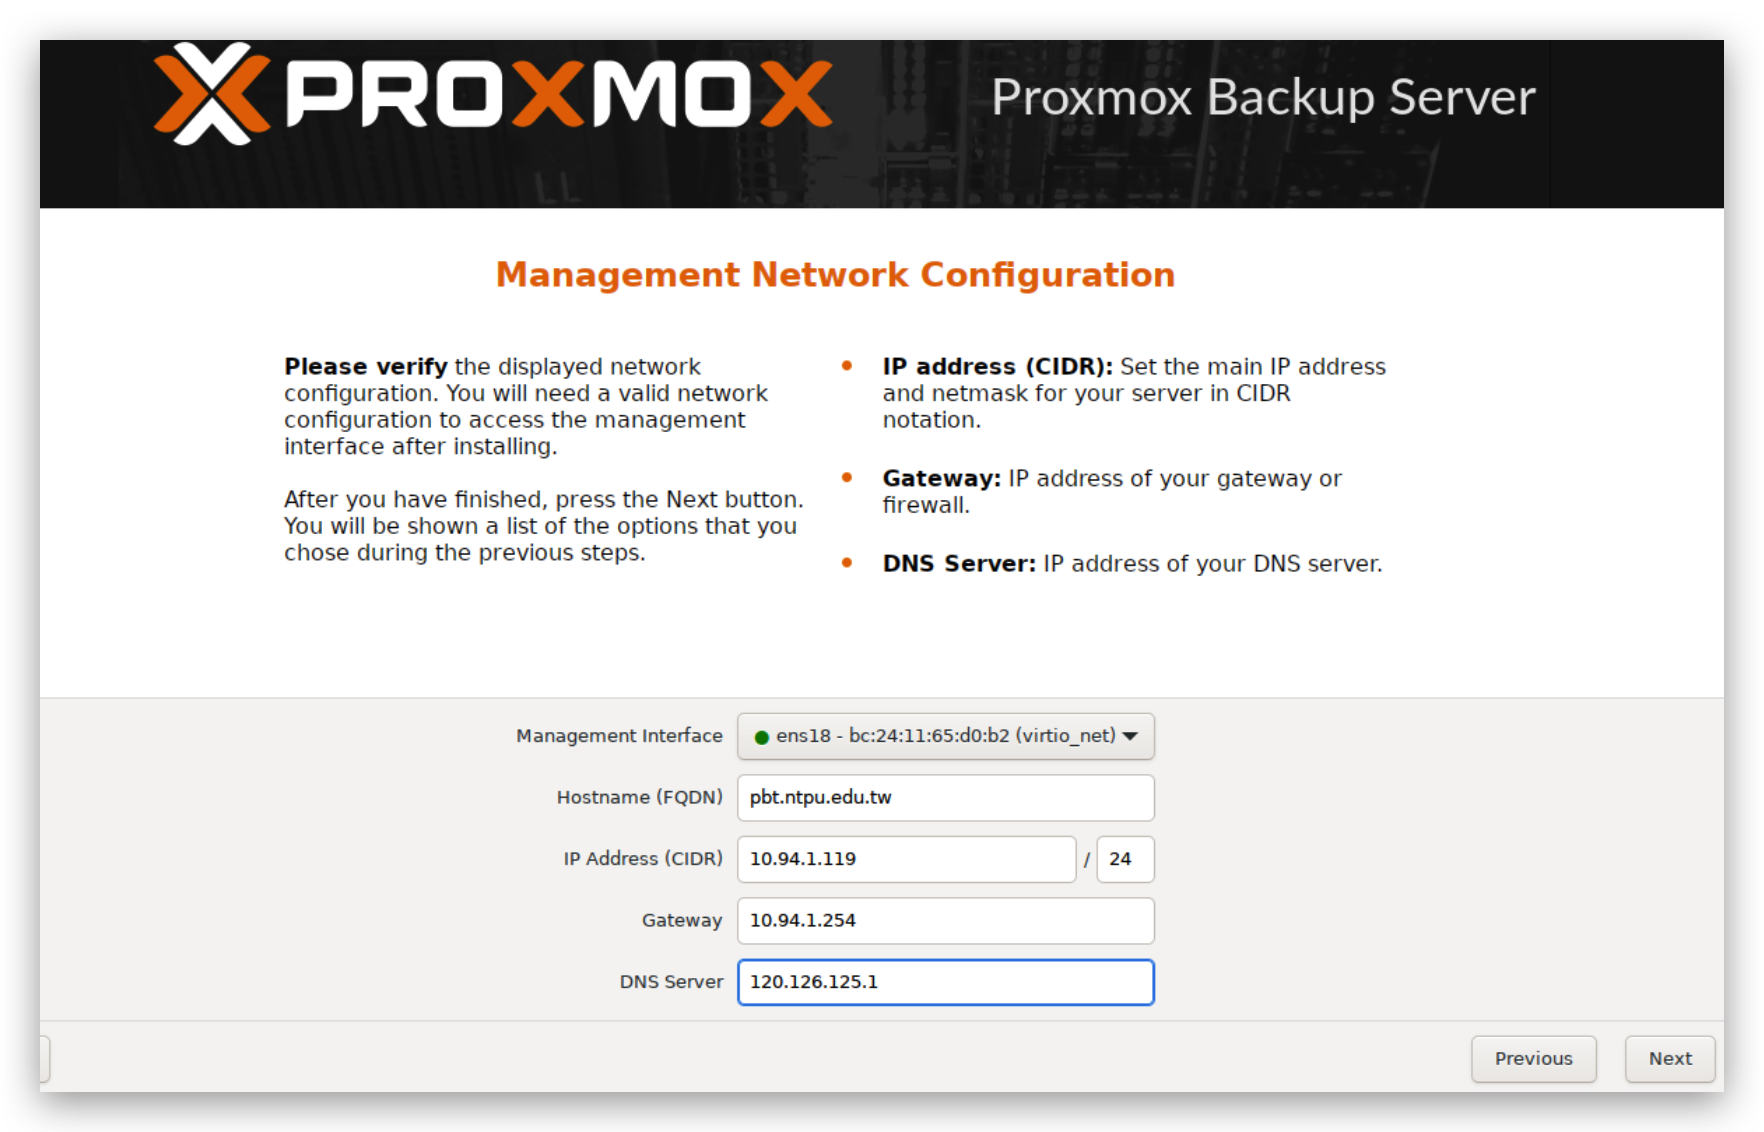 PROXMOX
Proxmox Backup Server
Management Network Configuration
Please verify the displayed network
configuration. You will need a valid network
configuration to access the management
interface after installing.
After you have finished, press the Next button.
You will be shown a list of the options that you
chose during the previous steps.
IP address (CIDR): Set the main IP address
and netmask for your server in CIDR
notation.
Gateway: IP address of your gateway or
firewall.
DNS Server: IP address of your DNS server.
Management Interface ens18 - bc:24:11:65:d0:b2 (virtio_net)
Hostname (FQDN) pbt.ntpu.edu.tw
IP Address (CIDR) 10.94.1.119 / 24
Gateway 10.94.1.254
DNS Server 120.126.125.1
Previous Next